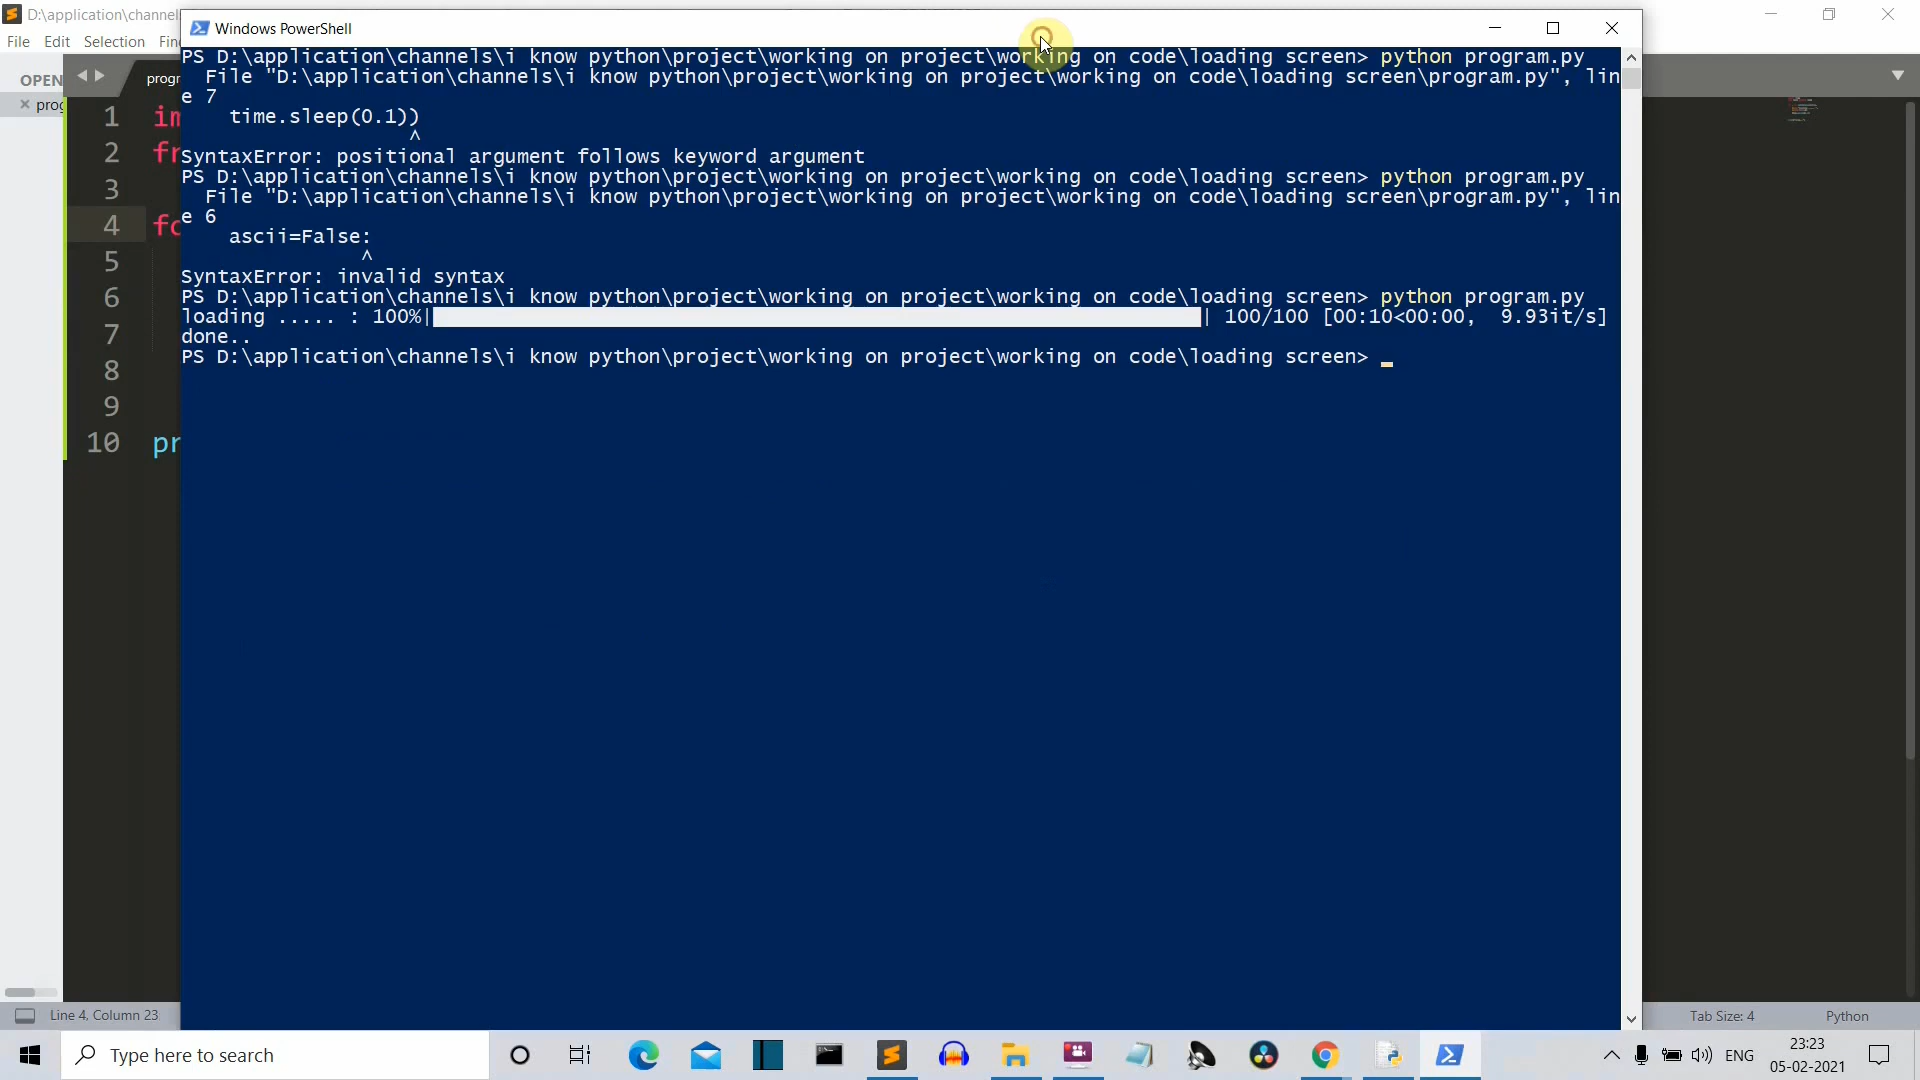 D:\application\channel
File Edit Selection Fin
Windows PowerShell
OPEN
progr
prog
1 im
2 fr
3
4 fo
5
6
7
8
9
10 pr
PS D:\application\channels\i know python\project\working on project\working on code\loading screen> python program.py
File "D:\application\channels\i know python\project\working on project\working on code\loading screen\program.py", lin
e 7
time.sleep(0.1))
^
SyntaxError: positional argument follows keyword argument
PS D:\application\channels\i know python\project\working on project\working on code\loading screen> python program.py
File "D:\application\channels\i know python\project\working on project\working on code\loading screen\program.py", lin
e 6
ascii=False:
^
SyntaxError: invalid syntax
PS D:\application\channels\i know python\project\working on project\working on code\loading screen> python program.py
loading ..... : 100%| | 100/100 [00:10<00:00, 9.93it/s]
done..
PS D:\application\channels\i know python\project\working on project\working on code\loading screen> _
Line 4, Column 23
Tab Size: 4
Python
Type here to search
ENG
23:23
05-02-2021